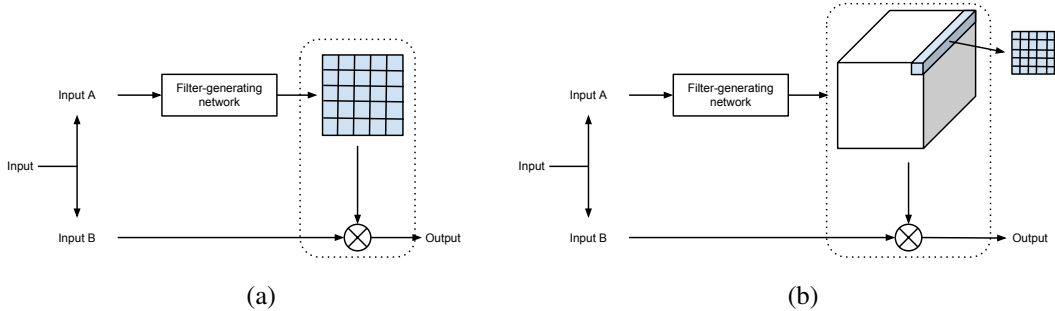 Input A
Filter-generating
network
Input
Input B
Output
(a)
Input A
Filter-generating
network
Input
Input B
Output
(b)